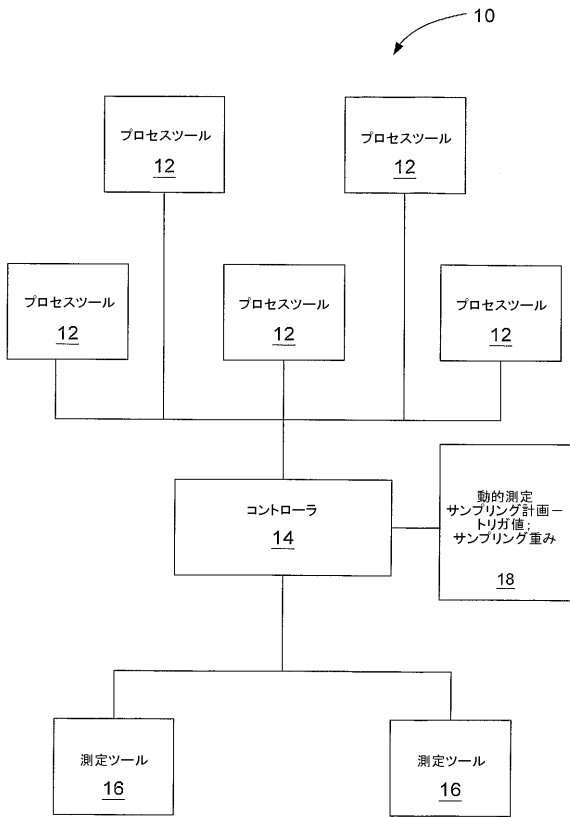 10
プロセスツール
12
プロセスツール
12
プロセスツール
12
プロセスツール
12
プロセスツール
12
コントローラ
14
動的測定
サンプリング計画－
トリガ値；
サンプリング重み
18
測定ツール
16
測定ツール
16